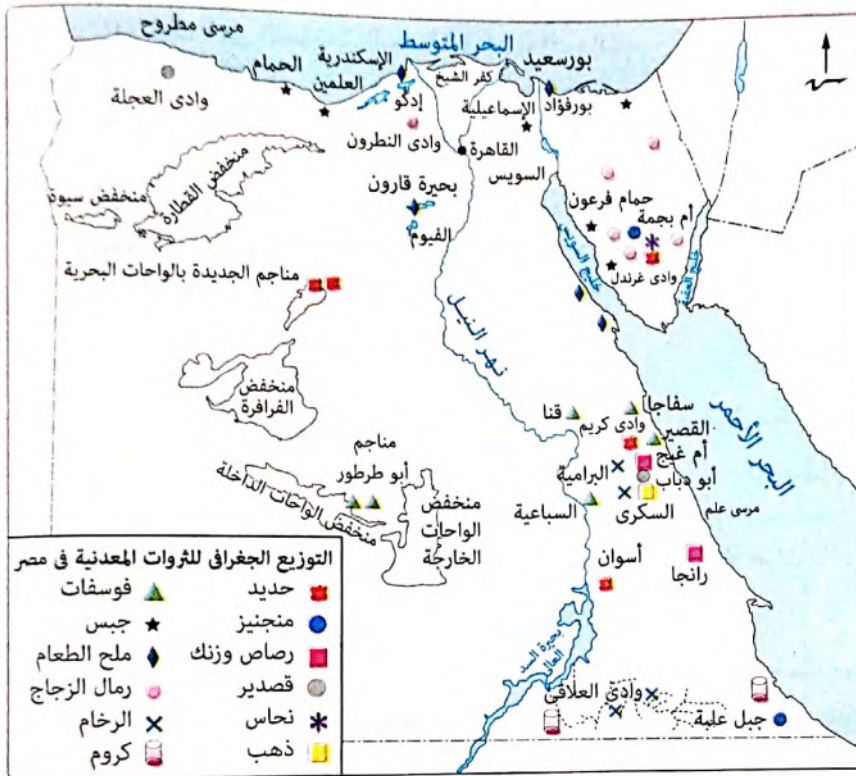 مرسى مطروح
البحر المتوسط
الإسكندرية
بورسعيد
الحمام
العلمين
كفر الشيخ
وادى العجلة
إدكو
الإسماعيلية
بورفؤاد
وادى النطرون
القاهرة
السويس
منخفض القطارة
منخفض سيوة
بحيرة قارون
حمام فرعون
أم بجمة
الفيوم
خليج السويس
وادى غرندل
خليج العقبة
مناجم الجديدة بالواحات البحرية
نهر النيل
منخفض
الفرافرة
قنا
سفاجا
وادى كريم
القصير
البحر الأحمر
مناجم
أبو طرطور
البرامية
أم غيج
أبو دباب
منخفض الواحات الداخلة
منخفض
الواحات
الخارجة
السباعية
السكرى
مرسى علم
أسوان
رانجا
بحيرة السد
العالى
وادى العلاقى
جبل علبة
التوزيع الجغرافى للثروات المعدنية فى مصر
حديد
فوسفات
منجنيز
جبس
رصاص وزنك
ملح الطعام
قصدير
رمال الزجاج
نحاس
الرخام
ذهب
كروم